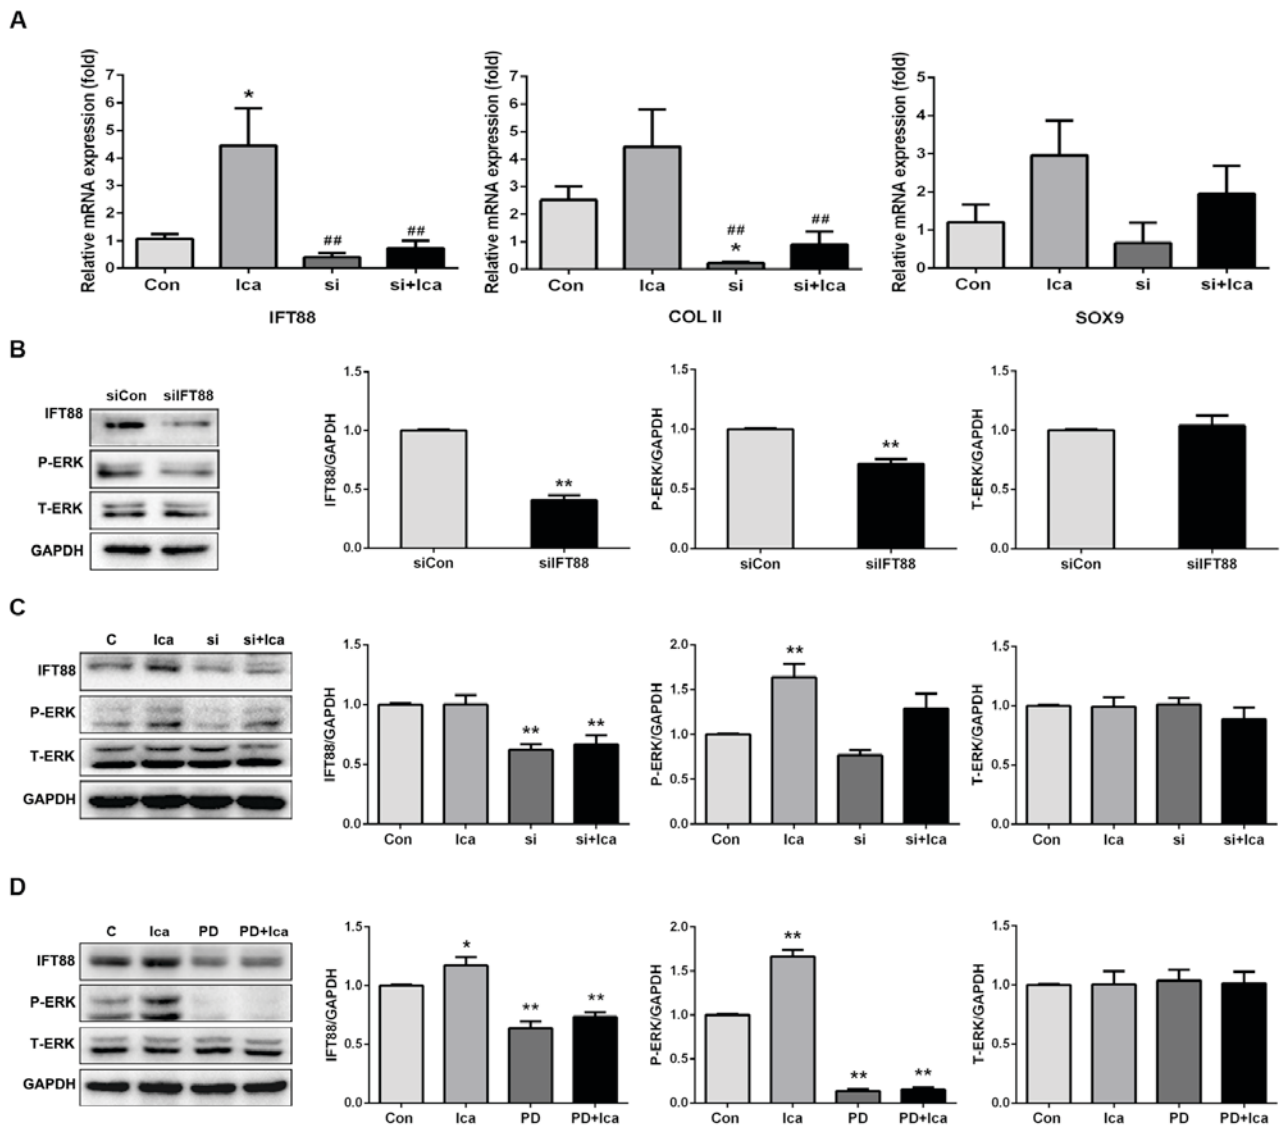 A
Relative mRNA expression (fold)
7
6
5
4
3
2
1
0
*
##
##
Con Ica si si+Ica
IFT88
Relative mRNA expression (fold)
7
6
5
4
3
2
1
0
##
*
##
Con Ica si si+Ica
COL II
Relative mRNA expression (fold)
5
4
3
2
1
0
Con Ica si si+Ica
SOX9
B
siCon siIFT88
IFT88
P-ERK
T-ERK
GAPDH
IFT88/GAPDH
1.5
1.0
0.5
0.0
**
siCon siIFT88
P-ERK/GAPDH
1.5
1.0
0.5
0.0
**
siCon siIFT88
T-ERK/GAPDH
1.5
1.0
0.5
0.0
siCon siIFT88
C
C Ica si si+Ica
IFT88
P-ERK
T-ERK
GAPDH
IFT88/GAPDH
1.5
1.0
0.5
0.0
**
**
Con Ica si si+Ica
P-ERK/GAPDH
2.0
1.5
1.0
0.5
0.0
**
Con Ica si si+Ica
T-ERK/GAPDH
1.5
1.0
0.5
0.0
Con Ica si si+Ica
D
C Ica PD PD+Ica
IFT88
P-ERK
T-ERK
GAPDH
IFT88/GAPDH
1.5
1.0
0.5
0.0
*
**
**
Con Ica PD PD+Ica
P-ERK/GAPDH
2.0
1.5
1.0
0.5
0.0
**
**
**
Con Ica PD PD+Ica
T-ERK/GAPDH
1.5
1.0
0.5
0.0
Con Ica PD PD+Ica